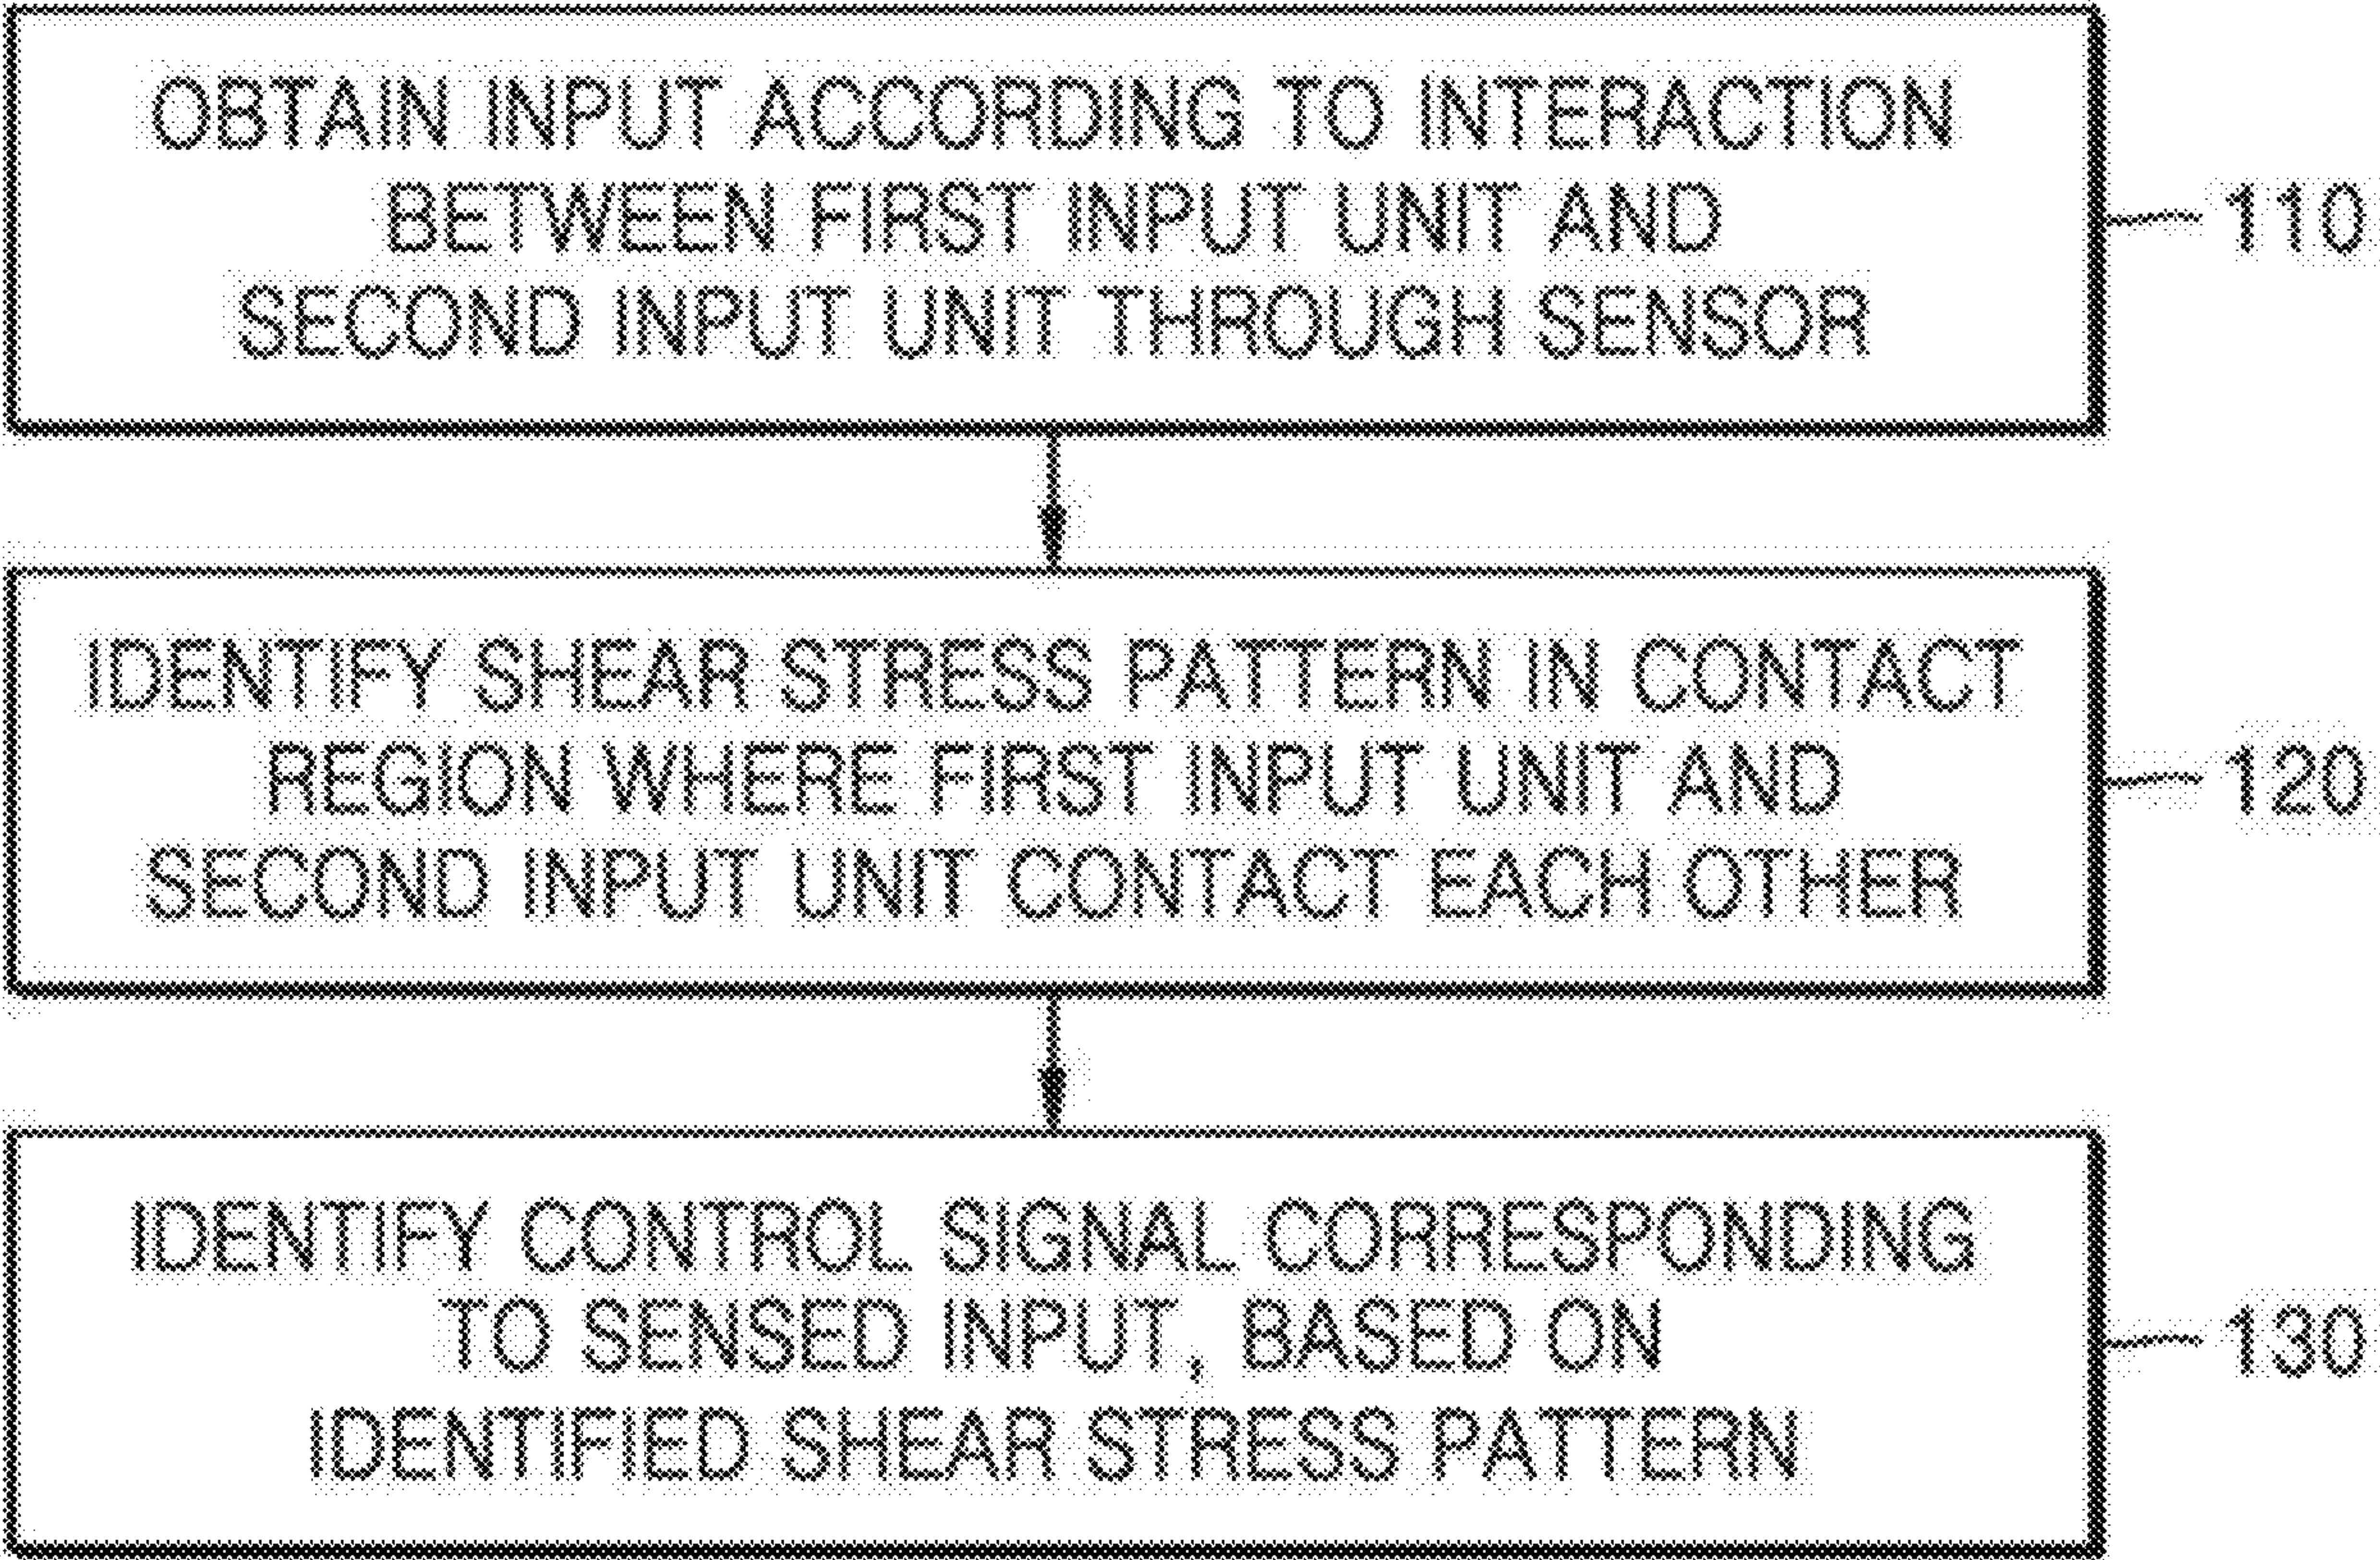 OBTAIN INPUT ACCORDING TO INTERACTION
BETWEEN FIRST INPUT UNIT AND
SECOND INPUT UNIT THROUGH SENSOR
110
IDENTIFY SHEAR STRESS PATTERN IN CONTACT
REGION WHERE FIRST INPUT UNIT AND
SECOND INPUT UNIT CONTACT EACH OTHER
120
IDENTIFY CONTROL SIGNAL CORRESPONDING
TO SENSED INPUT, BASED ON
IDENTIFIED SHEAR STRESS PATTERN
130